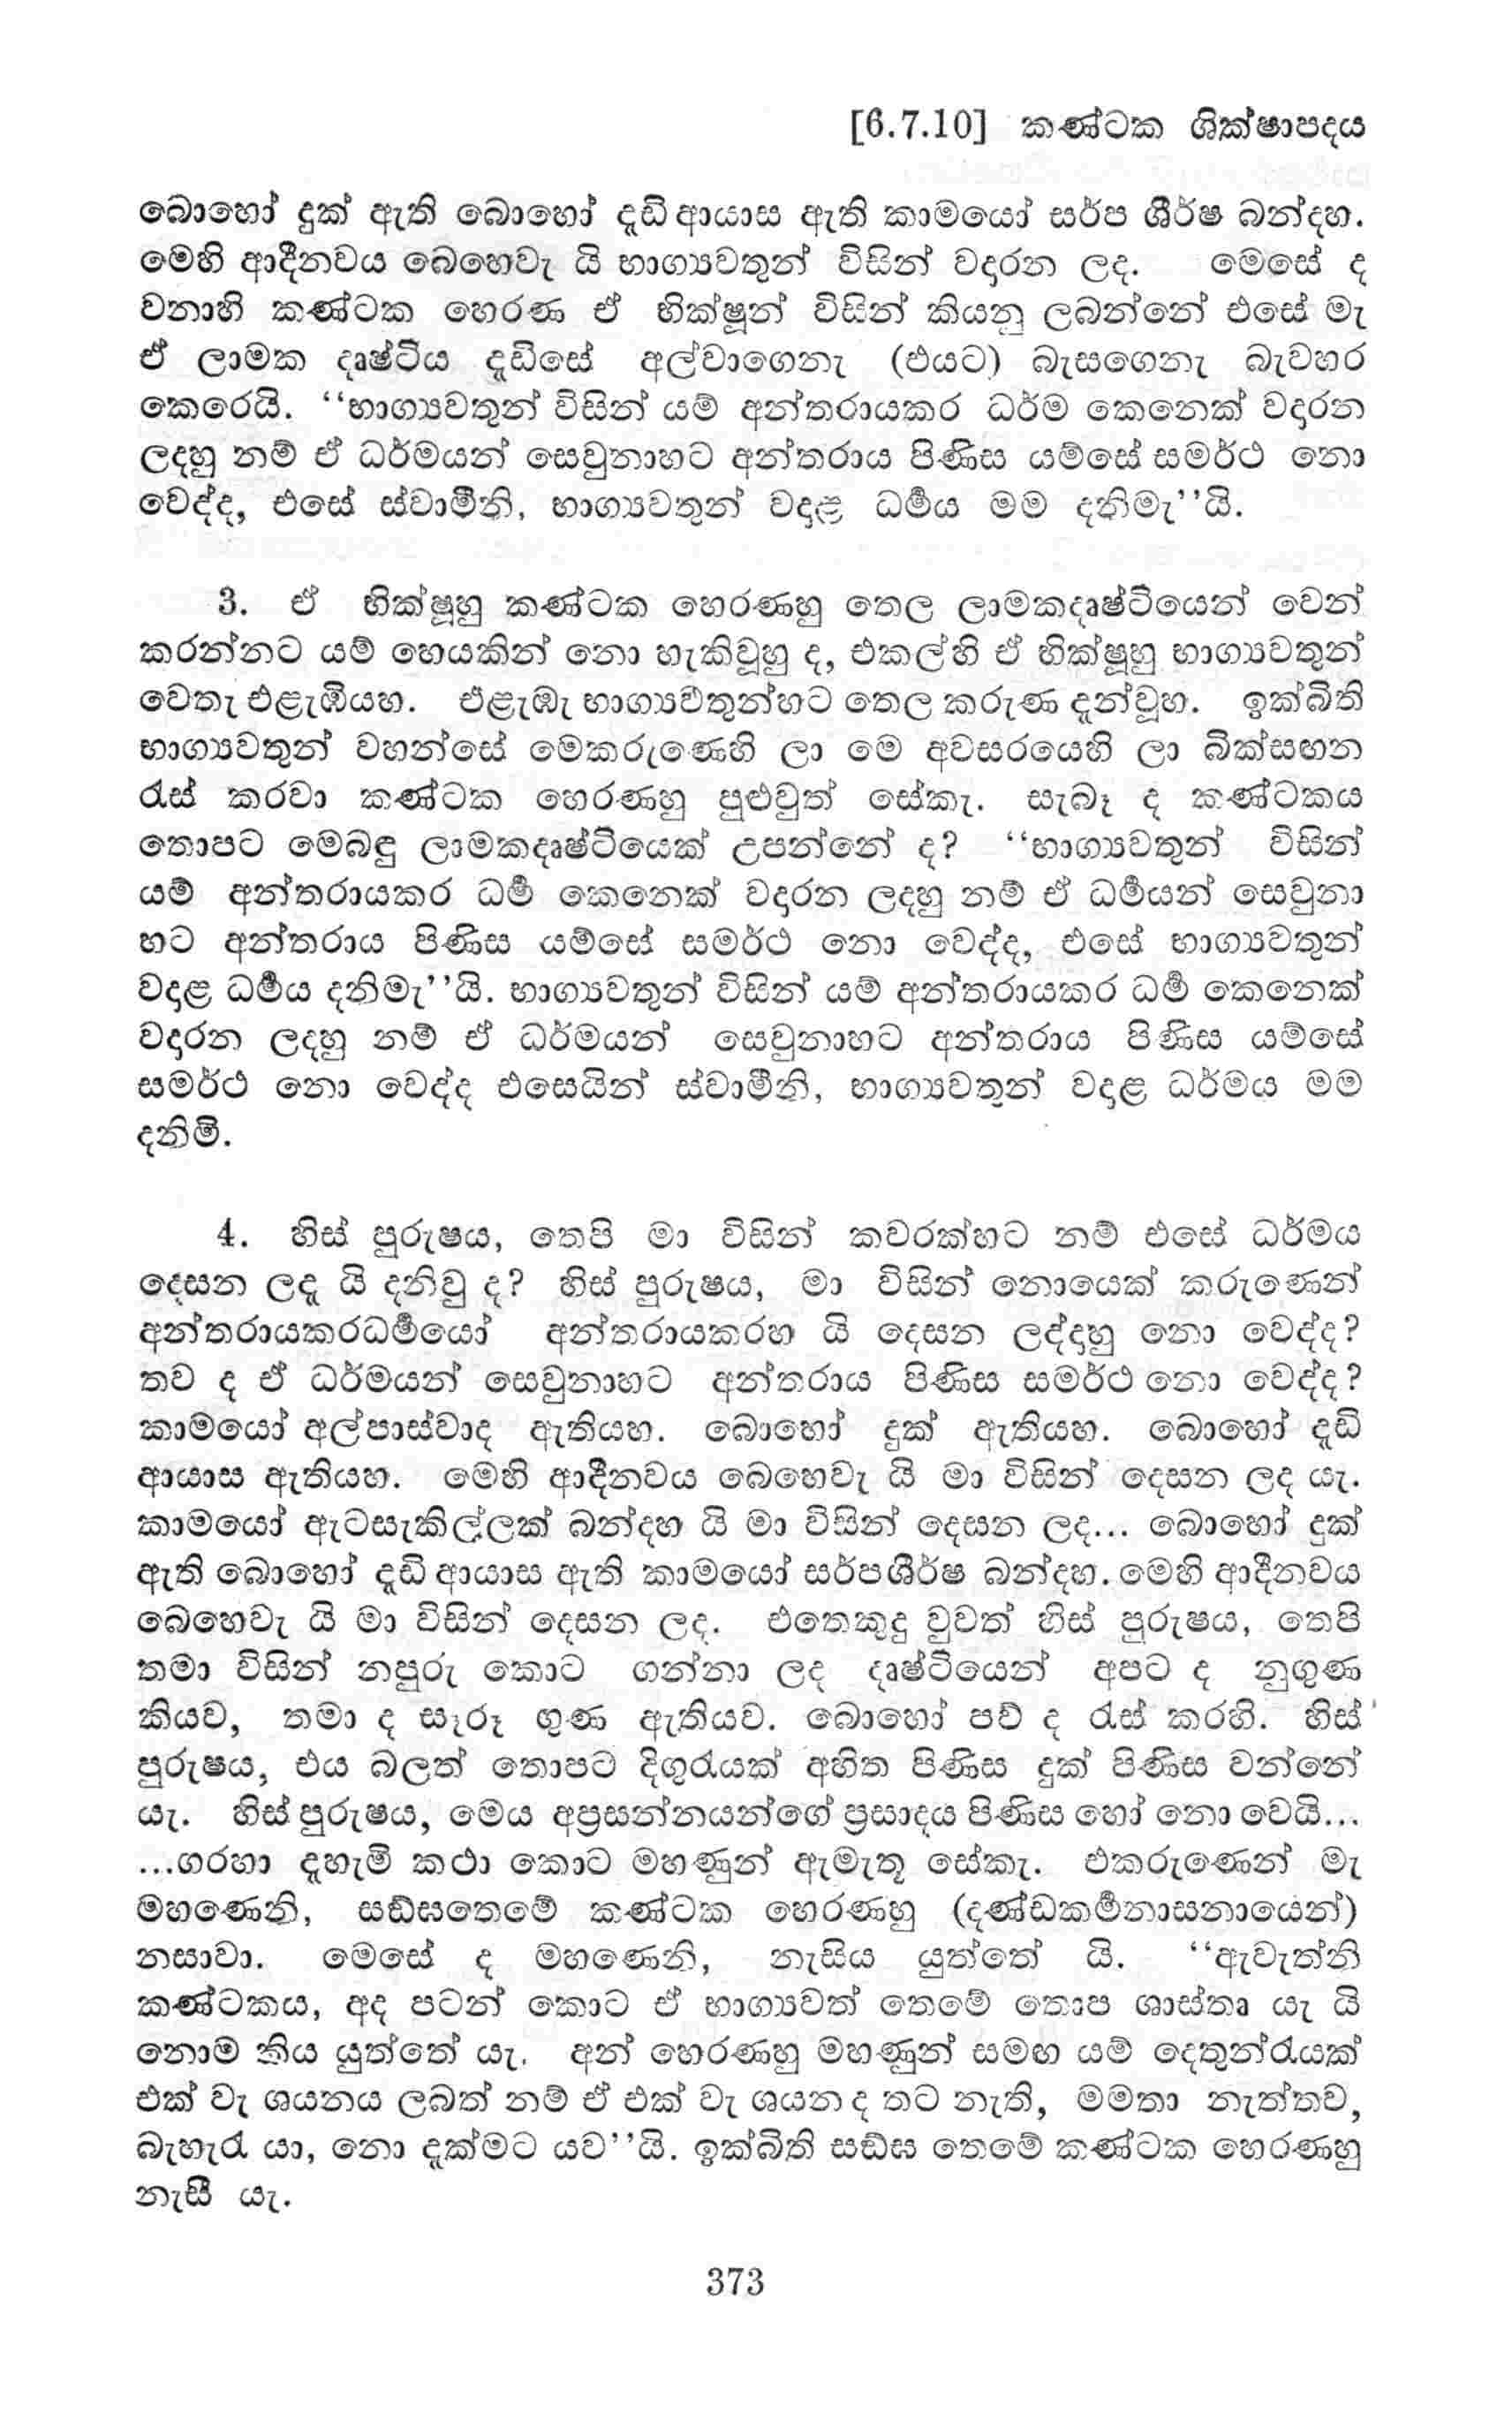 [6.7.10] කණ්ටක ශික්ෂාපදය
බොහෝ දුක් ඇති බොහෝ දැඩි ආයාස ඇති කාමයෝ සර්ප ශීර්ෂ බන්දහ.
මෙහි ආදීනවය බෙහෙවැ යි භාග්‍යවතුන් විසින් වදාරන ලද. මෙසේ ද
වනාහි කණ්ටක හෙරණ ඒ භික්ෂූන් විසින් කියනු ලබන්නේ එසේ මැ
ඒ ලාමක දෘෂ්ටිය දැඩිසේ අල්වාගෙනැ (එයට) බැසගෙනැ බැවහර
කෙරෙයි. ‘‘භාග්‍යවතුන් විසින් යම් අන්තරායකර ධර්ම කෙනෙක් වදාරන
ලදහු නම් ඒ ධර්මයන් සෙවුනාහට අන්තරාය පිණිස යම්සේ සමර්ථ නො
වෙද්ද, එසේ ස්වාමීනි, භාග්‍යවතුන් වදාළ ධර්‍මය මම දනිමැ’’යි.
3. ඒ භික්ෂූහු කණ්ටක හෙරණහු තෙල ලාමකදෘෂ්ටියෙන් වෙන්
කරන්නට යම් හෙයකින් නො හැකිවූහු ද, එකල්හි ඒ භික්ෂූහු භාග්‍යවතුන්
වෙතැ එළැඹියහ. එළැඹැ භාග්‍යවතුන්හට තෙල කරුණ දැන්වූහ. ඉක්බිති
භාග්‍යවතුන් වහන්සේ මෙකරුණෙහි ලා මෙ අවසරයෙහි ලා බික්සඟන
රැස් කරවා කණ්ටක හෙරණහු පුළුවුත් සේකැ. සැබෑ ද කණ්ටකය
තොපට මෙබඳු ලාමකදෘෂ්ටියෙක් උපන්නේ ද? ‘‘භාග්‍යවතුන් විසින්
යම් අන්තරායකර ධර්‍ම කෙනෙක් වදාරන ලදහු නම් ඒ ධර්‍මයන් සෙවුනා
හට අන්තරාය පිණිස යම්සේ සමර්ථ නො වෙද්ද, එසේ භාග්‍යවතුන්
වදාළ ධර්‍මය දනිමැ’’යි. භාග්‍යවතුන් විසින් යම් අන්තරායකර ධර්‍ම කෙනෙක්
වදාරන ලදහු නම් ඒ ධර්මයන් සෙවුනාහට අන්තරාය පිණිස යම්සේ
සමර්ථ නො වෙද්ද එසෙයින් ස්වාමීනි, භාග්‍යවතුන් වදාළ ධර්මය මම
දනිමි.
4. හිස් පුරුෂය, තෙපි මා විසින් කවරක්හට නම් එසේ ධර්මය
දෙසන ලදැ යි දනිවු ද? හිස් පුරුෂය, මා විසින් නොයෙක් කරුණෙන්
අන්තරායකරධර්‍මයෝ අන්තරායකරහ යි දෙසන ලද්දාහු නො වෙද්ද?
තව ද ඒ ධර්මයන් සෙවුනාහට අන්තරාය පිණිස සමර්ථ නො වෙද්ද?
කාමයෝ අල්පාස්වාද ඇතියහ. බොහෝ දුක් ඇතියහ. බොහෝ දැඩි
ආයාස ඇතියහ. මෙහි ආදීනවය බෙහෙවැ යි මා විසින් දෙසන ලද යැ.
කාමයෝ ඇටසැකිල්ලක් බන්දහ යි මා විසින් දෙසන ලද... බොහෝ දුක්
ඇති බොහෝ දැඩි ආයාස ඇති කාමයෝ සර්පශීර්ෂ බන්දහ. මෙහි ආදීනවය
බෙහෙවැ යි මා විසින් දෙසන ලද. එතෙකුදු වුවත් හිස් පුරුෂය, තෙපි
තමා විසින් නපුරු කොට ගන්නා ලද දෘෂ්ටියෙන් අපට ද නුගුණ
කියව, තමා ද සෑරූ ගුණ ඇතියව. බොහෝ පව් ද රැස් කරහි. හිස්
පුරුෂය, එය බලත් තොපට දිගුරැයක් අහිත පිණිස දුක් පිණිස වන්නේ
යැ. හිස් පුරුෂය, මෙය අප්‍රසන්නයන්ගේ ප්‍රසාදය පිණිස හෝ නො වෙයි...
...ගරහා දැහැමි කථා කොට මහණුන් ඇමැතූ සේකැ. එකරුණෙන් මැ
මහණෙනි, සඞ්ඝතෙමේ කණ්ටක හෙරණහු (දණ්ඩකර්‍මනාසනායෙන්)
නසාවා. මෙසේ ද මහණෙනි, නැසිය යුත්තේ යි. ‘‘ඇවැත්නි
කණ්ටකය, අද පටන් කොට ඒ භාග්‍යවත් තෙමේ තොප ශාස්තෘ යැ යි
නොම කිය යුත්තේ යැ. අන් හෙරණහු මහණුන් සමඟ යම් දෙතුන්රැයක්
එක් වැ ශයනය ලබත් නම් ඒ එක් වැ ශයන ද තට නැති, මමතා නැත්තව,
බැහැර යා, නො දැක්මට යව’’යි. ඉක්බිති සඞ්ඝ තෙමේ කණ්ටක හෙරණහු
නැසී යැ.
373